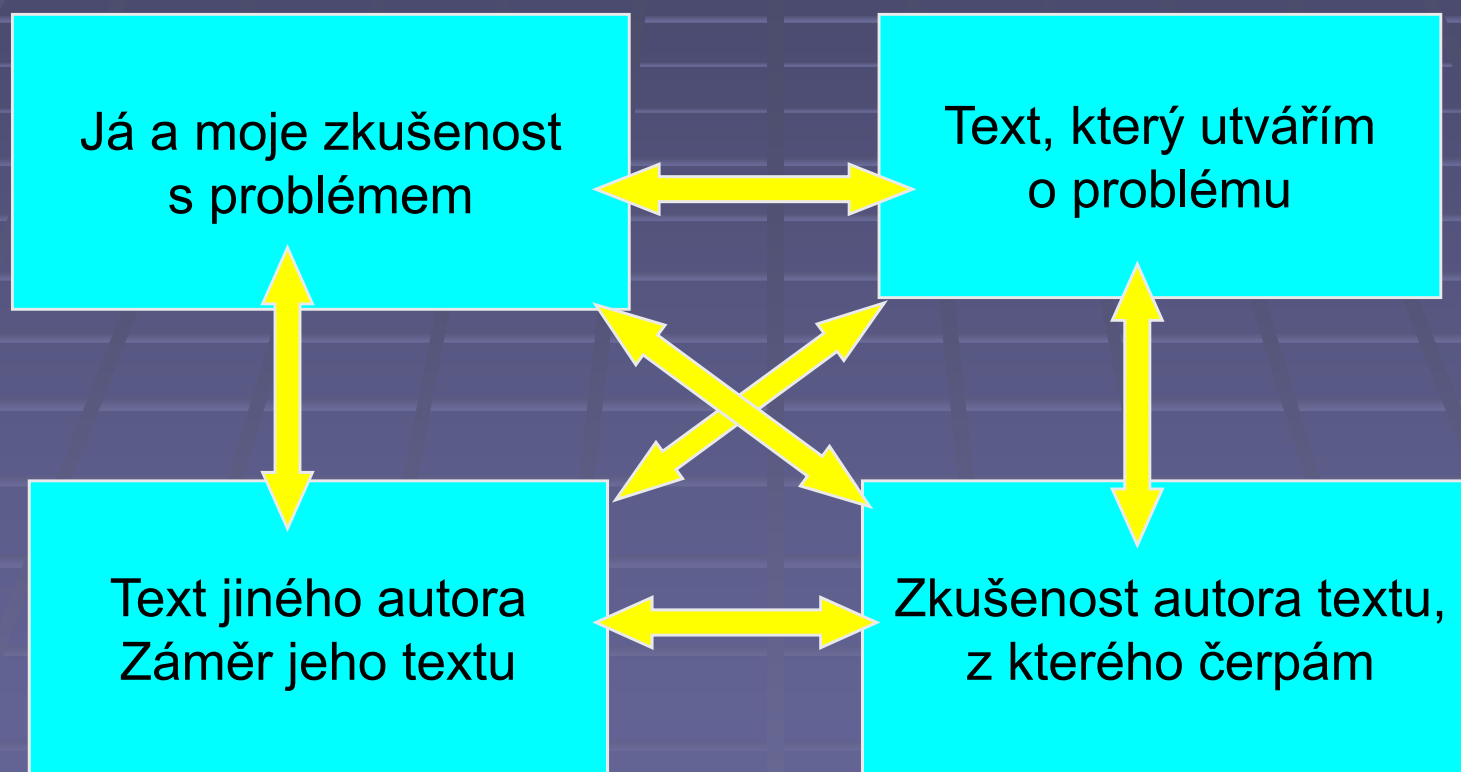 Já a moje zkušenost
s problémem
Text, který utvářím
o problému
Text jiného autora
Záměr jeho textu
Zkušenost autora textu,
z kterého čerpám